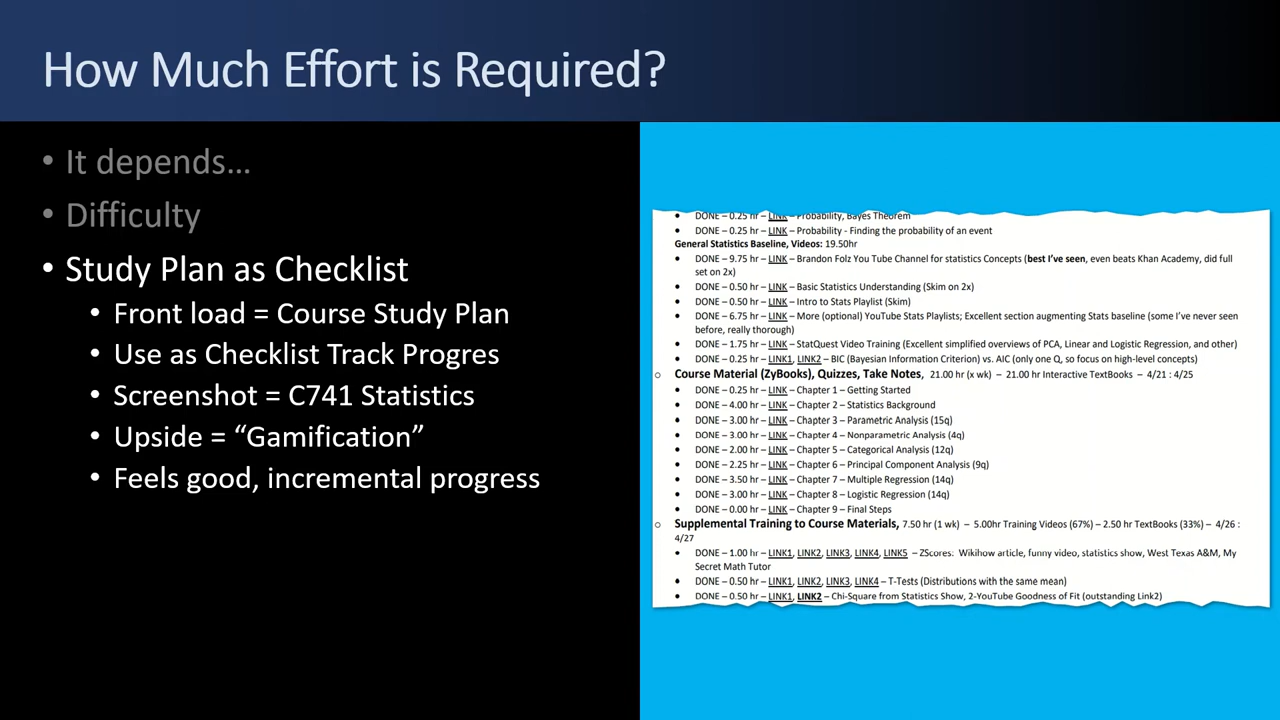 How Much Effort is Required?
• It depends...
• Difficulty
• Study Plan as Checklist
• Front load = Course Study Plan
• Use as Checklist Track Progres
• Screenshot = C741 Statistics
• Upside = “Gamification”
• Feels good, incremental progress
• DONE – 0.25 hr – LINK – Probability, Bayes Theorem
• DONE – 0.25 hr – LINK – Probability - Finding the probability of an event
General Statistics Baseline, Videos: 19.50hr
• DONE – 9.75 hr – LINK – Brandon Folz You Tube Channel for statistics Concepts (best I’ve seen, even beats Khan Academy, did full
set on 2x)
• DONE – 0.50 hr – LINK – Basic Statistics Understanding (Skim on 2x)
• DONE – 0.50 hr – LINK – Intro to Stats Playlist (Skim)
• DONE – 6.75 hr – LINK – More (optional) YouTube Stats Playlists; Excellent section augmenting Stats baseline (some I’ve never seen
before, really thorough)
• DONE – 1.75 hr – LINK – StatQuest Video Training (Excellent simplified overviews of PCA, Linear and Logistic Regression, and other)
• DONE – 0.25 hr – LINK1, LINK2 – BIC (Bayesian Information Criterion) vs. AIC (only one Q, so focus on high-level concepts)
○ Course Material (ZyBooks), Quizzes, Take Notes, 21.00 hr (x wk) – 21.00 hr Interactive TextBooks – 4/21 : 4/25
• DONE – 0.25 hr – LINK – Chapter 1 – Getting Started
• DONE – 4.00 hr – LINK – Chapter 2 – Statistics Background
• DONE – 3.00 hr – LINK – Chapter 3 – Parametric Analysis (15q)
• DONE – 3.00 hr – LINK – Chapter 4 – Nonparametric Analysis (4q)
• DONE – 2.00 hr – LINK – Chapter 5 – Categorical Analysis (12q)
• DONE – 2.25 hr – LINK – Chapter 6 – Principal Component Analysis (9q)
• DONE – 3.50 hr – LINK – Chapter 7 – Multiple Regression (14q)
• DONE – 3.00 hr – LINK – Chapter 8 – Logistic Regression (14q)
• DONE – 0.00 hr – LINK – Chapter 9 – Final Steps
○ Supplemental Training to Course Materials, 7.50 hr (1 wk) – 5.00hr Training Videos (67%) – 2.50 hr TextBooks (33%) – 4/26 :
4/27
• DONE – 1.00 hr – LINK1, LINK2, LINK3, LINK4, LINK5 – ZScores: Wikihow article, funny video, statistics show, West Texas A&M, My
Secret Math Tutor
• DONE – 0.50 hr – LINK1, LINK2, LINK3, LINK4 – T-Tests (Distributions with the same mean)
• DONE – 0.50 hr – LINK1, LINK2 – Chi-Square from Statistics Show, 2-YouTube Goodness of Fit (outstanding Link2)